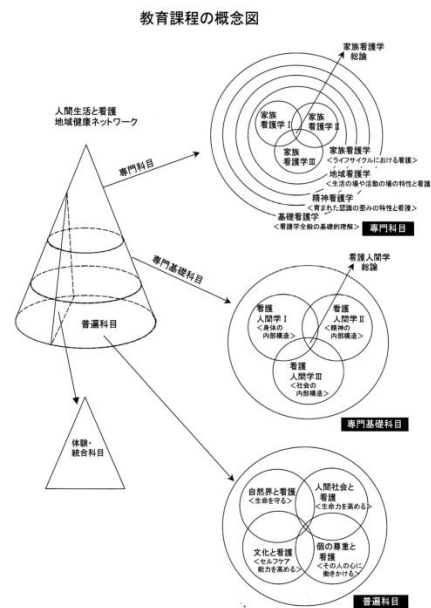 教育課程の概念図
人間生活と看護
地域健康ネットワーク
専門科目
専門基礎科目
普遍科目
体験・
統合科目
家族看護学
総論
家族
看護学Ⅰ
家族
看護学Ⅱ
家族
看護学Ⅲ
家族看護学
<ライフサイクルにおける看護>
地域看護学
<生活の場や活動の場の特性と看護
精神看護学
<育まれた認識の歪みの特性と看護>
基礎看護学
<看護学全般の基礎的理解>
専門科目
看護人間学
総論
看護
人間学Ⅰ
<身体の
内部構造>
看護
人間学Ⅱ
<精神の
内部構造>
看護
人間学Ⅲ
<社会の
内部構造>
専門基礎科目
自然界と看護
<生命を守る>
人間社会と
看護
<生命力を高める>
文化と看護
<セルフケア
能力を高める>
個の尊重と
看護
<その人の心に
働きかける>
普遍科目